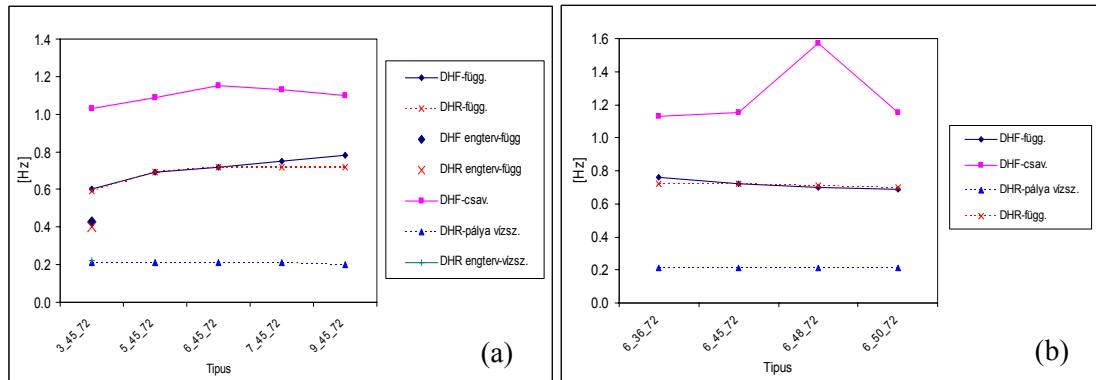 1.4
1.2
1.0
0.8
0.6
0.4
0.2
0.0
[Hz]
3_45_72
5_45_72
6_45_72
7_45_72
9_45_72
Tipus
DHF-függ.
DHR-függ.
DHF engterv-függ
DHR engterv-függ
DHF-csav.
DHR-pálya vízsz.
DHR engterv-vízsz.
(a)
1.6
1.4
1.2
1.0
0.8
0.6
0.4
0.2
0.0
[Hz]
6_36_72
6_45_72
6_48_72
6_50_72
Tipus
DHF-függ.
DHF-csav.
DHR-pálya vízsz.
DHR-függ.
(b)